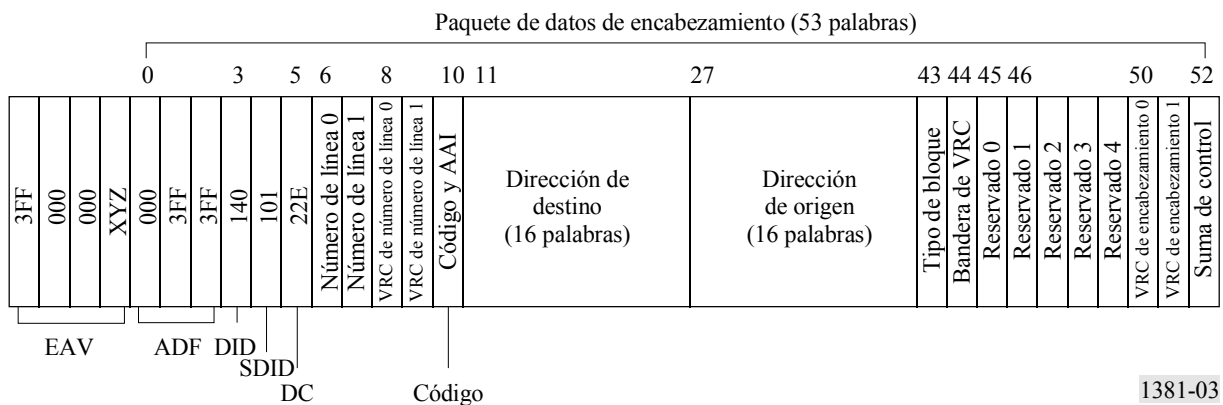 Paquete de datos de encabezamiento (53 palabras)
0 3 5 6 8 10 11 27 43 44 45 46 50 52
3FF
000
000
XYZ
000
3FF
3FF
140
101
22E
Número de línea 0
Número de línea 1
VRC de número de línea 0
VRC de número de línea 1
Código y AAI
Dirección de
destino
(16 palabras)
Dirección
de origen
(16 palabras)
Tipo de bloque
Bandera de VRC
Reservado 0
Reservado 1
Reservado 2
Reservado 3
Reservado 4
VRC de encabezamiento 0
VRC de encabezamiento 1
Suma de control
EAV ADF DID
SDID
DC Código
1381-03